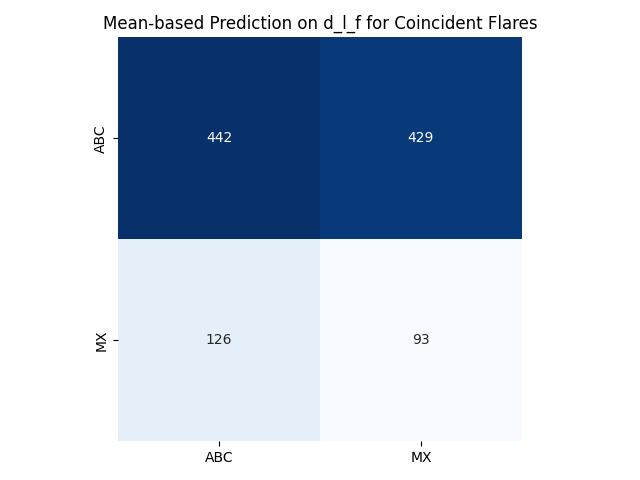 Mean-based Prediction on d_l_f for Coincident Flares
ABC
442
429
MX
126
93
ABC
MX